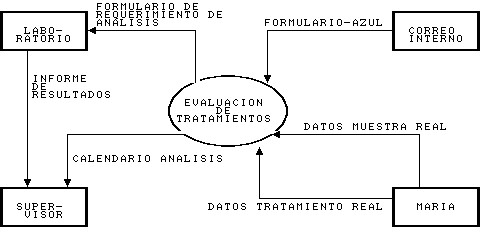 FORMULARIO DE
REQUERIMIENTO DE
ANALISIS
LABO-
RATORIO
FORMULARIO-AZUL
CORREO
INTERNO
INFORME
DE
RESULTADOS
EVALUACION
DE
TRATAMIENTOS
DATOS MUESTRA REAL
CALENDARIO ANALISIS
SUPER-
VISOR
DATOS TRATAMIENTO REAL
MARIA